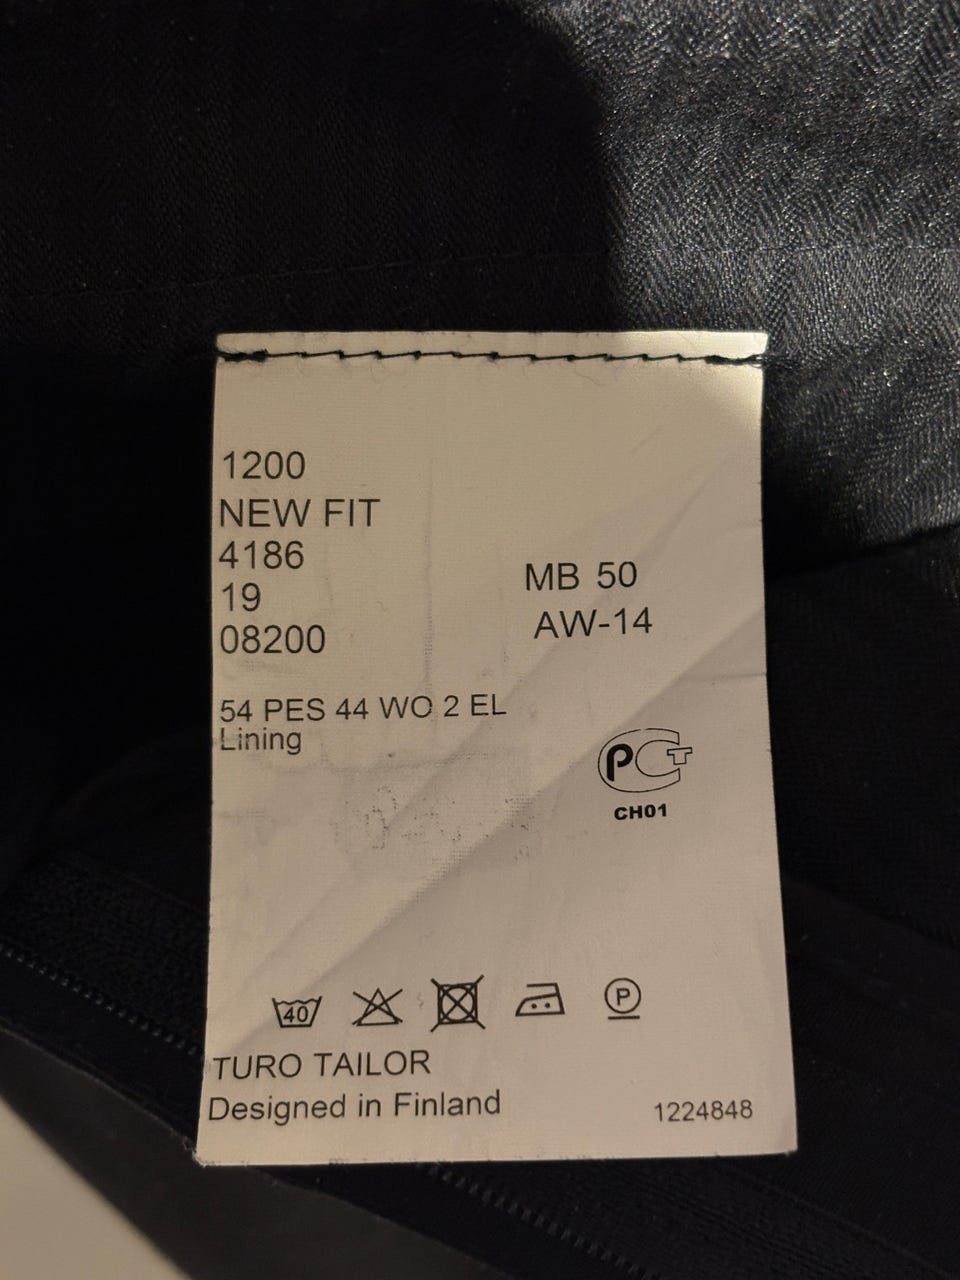 1200
NEW FIT
4186
19
08200
MB 50
AW-14
54 PES 44 WO 2 EL
Lining
РСТ
CH01
40
P
TURO TAILOR
Designed in Finland
1224848